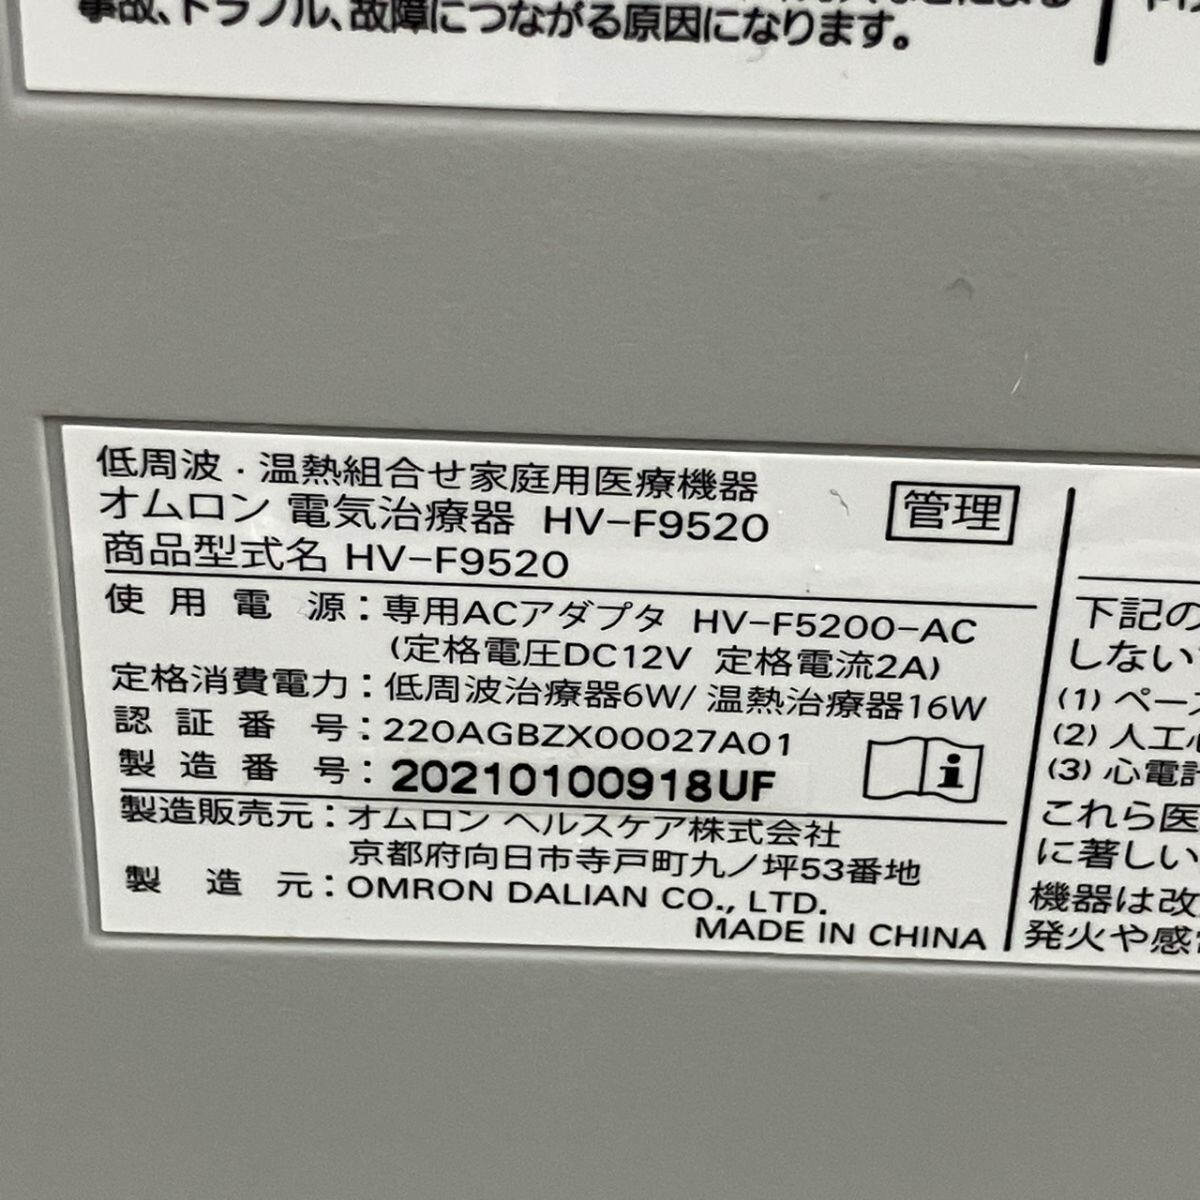 事故、トラブル、故障につながる原因になります。
低周波・温熱組合せ家庭用医療機器
オムロン 電気治療器 HV-F9520
管理
商品型式名 HV-F9520
使用電源：専用ACアダプタ HV-F5200-AC
(定格電圧DC12V 定格電流2A)
定格消費電力：低周波治療器6W/温熱治療器16W
認証番号：220AGBZX00027A01
製造番号：20210100918UF
製造販売元：オムロン ヘルスケア株式会社
京都府向日市寺戸町九ノ坪53番地
製造元：OMRON DALIAN CO., LTD.
MADE IN CHINA
下記の
しない
(1) ペース
(2) 人工心
(3) 心電計
これら医
に著しい
機器は改
発火や感